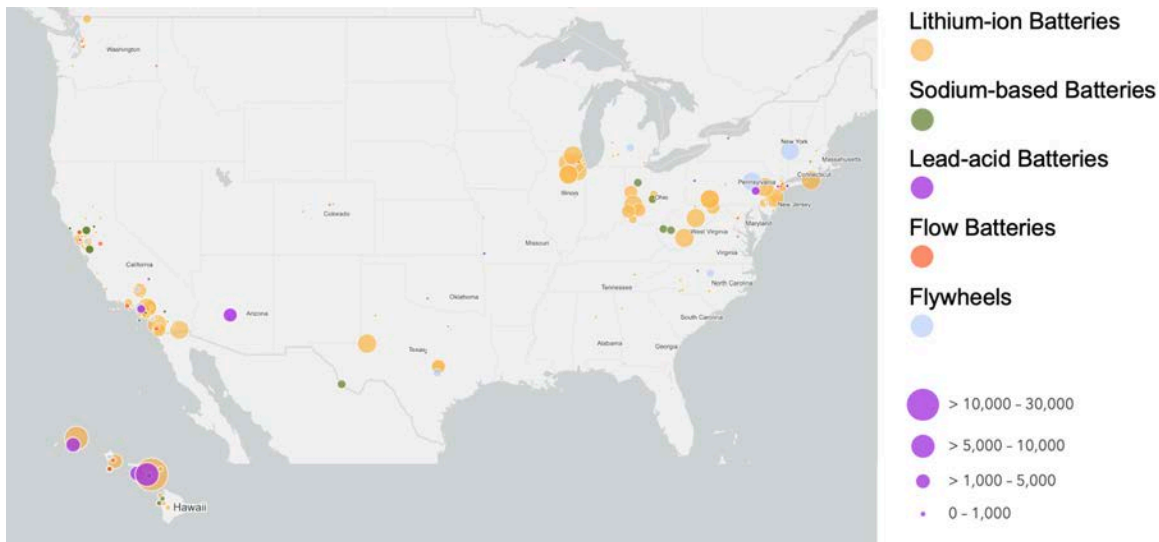 Lithium-ion Batteries
Sodium-based Batteries
Lead-acid Batteries
Flow Batteries
Flywheels
> 10,000 - 30,000
> 5,000 - 10,000
> 1,000 - 5,000
0 - 1,000
Washington
New York
Massachusetts
Connecticut
Pennsylvania
Illinois
Ohio
New Jersey
Maryland
Colorado
West Virginia
Missouri
Virginia
California
Tennessee
North Carolina
Oklahoma
Arizona
South Carolina
Alabama
Georgia
Texas
Hawaii